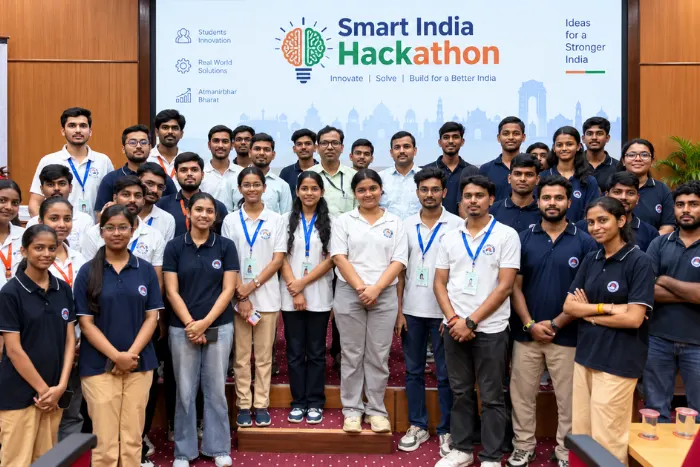 Students
Innovation
Real World
Solutions
Atmanirbhar
Bharat
Smart India
Hackathon
Innovate | Solve | Build for a Better India
Ideas
for a
Stronger
India